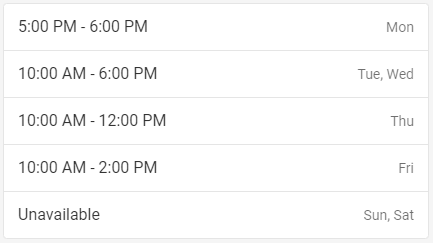 5:00 PM - 6:00 PM Mon
10:00 AM - 6:00 PM Tue, Wed
10:00 AM - 12:00 PM Thu
10:00 AM - 2:00 PM Fri
Unavailable Sun, Sat